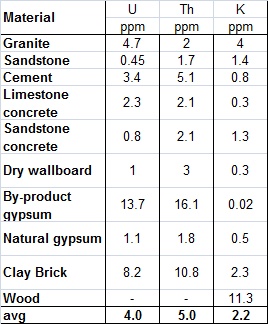 Material U Th K
ppm ppm ppm
Granite 4.7 2 4
Sandstone 0.45 1.7 1.4
Cement 3.4 5.1 0.8
Limestone
concrete 2.3 2.1 0.3
Sandstone
concrete 0.8 2.1 1.3
Dry wallboard 1 3 0.3
By-product
gypsum 13.7 16.1 0.02
Natural gypsum 1.1 1.8 0.5
Clay Brick 8.2 10.8 2.3
Wood - - 11.3
avg 4.0 5.0 2.2